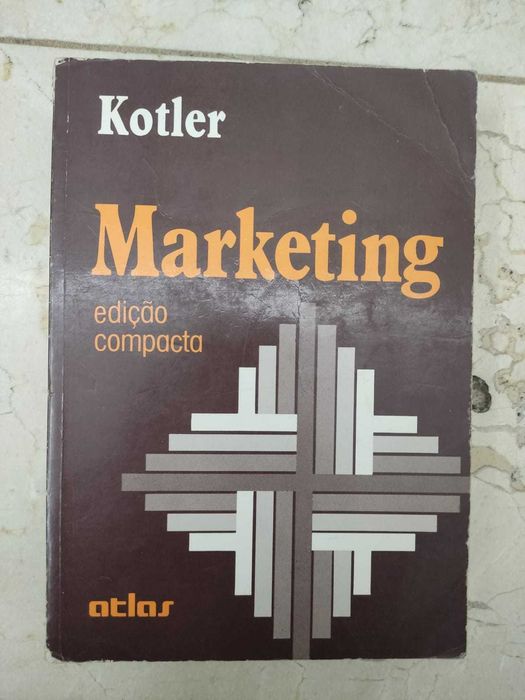 Kotler
Marketing
edição
compacta
atlas